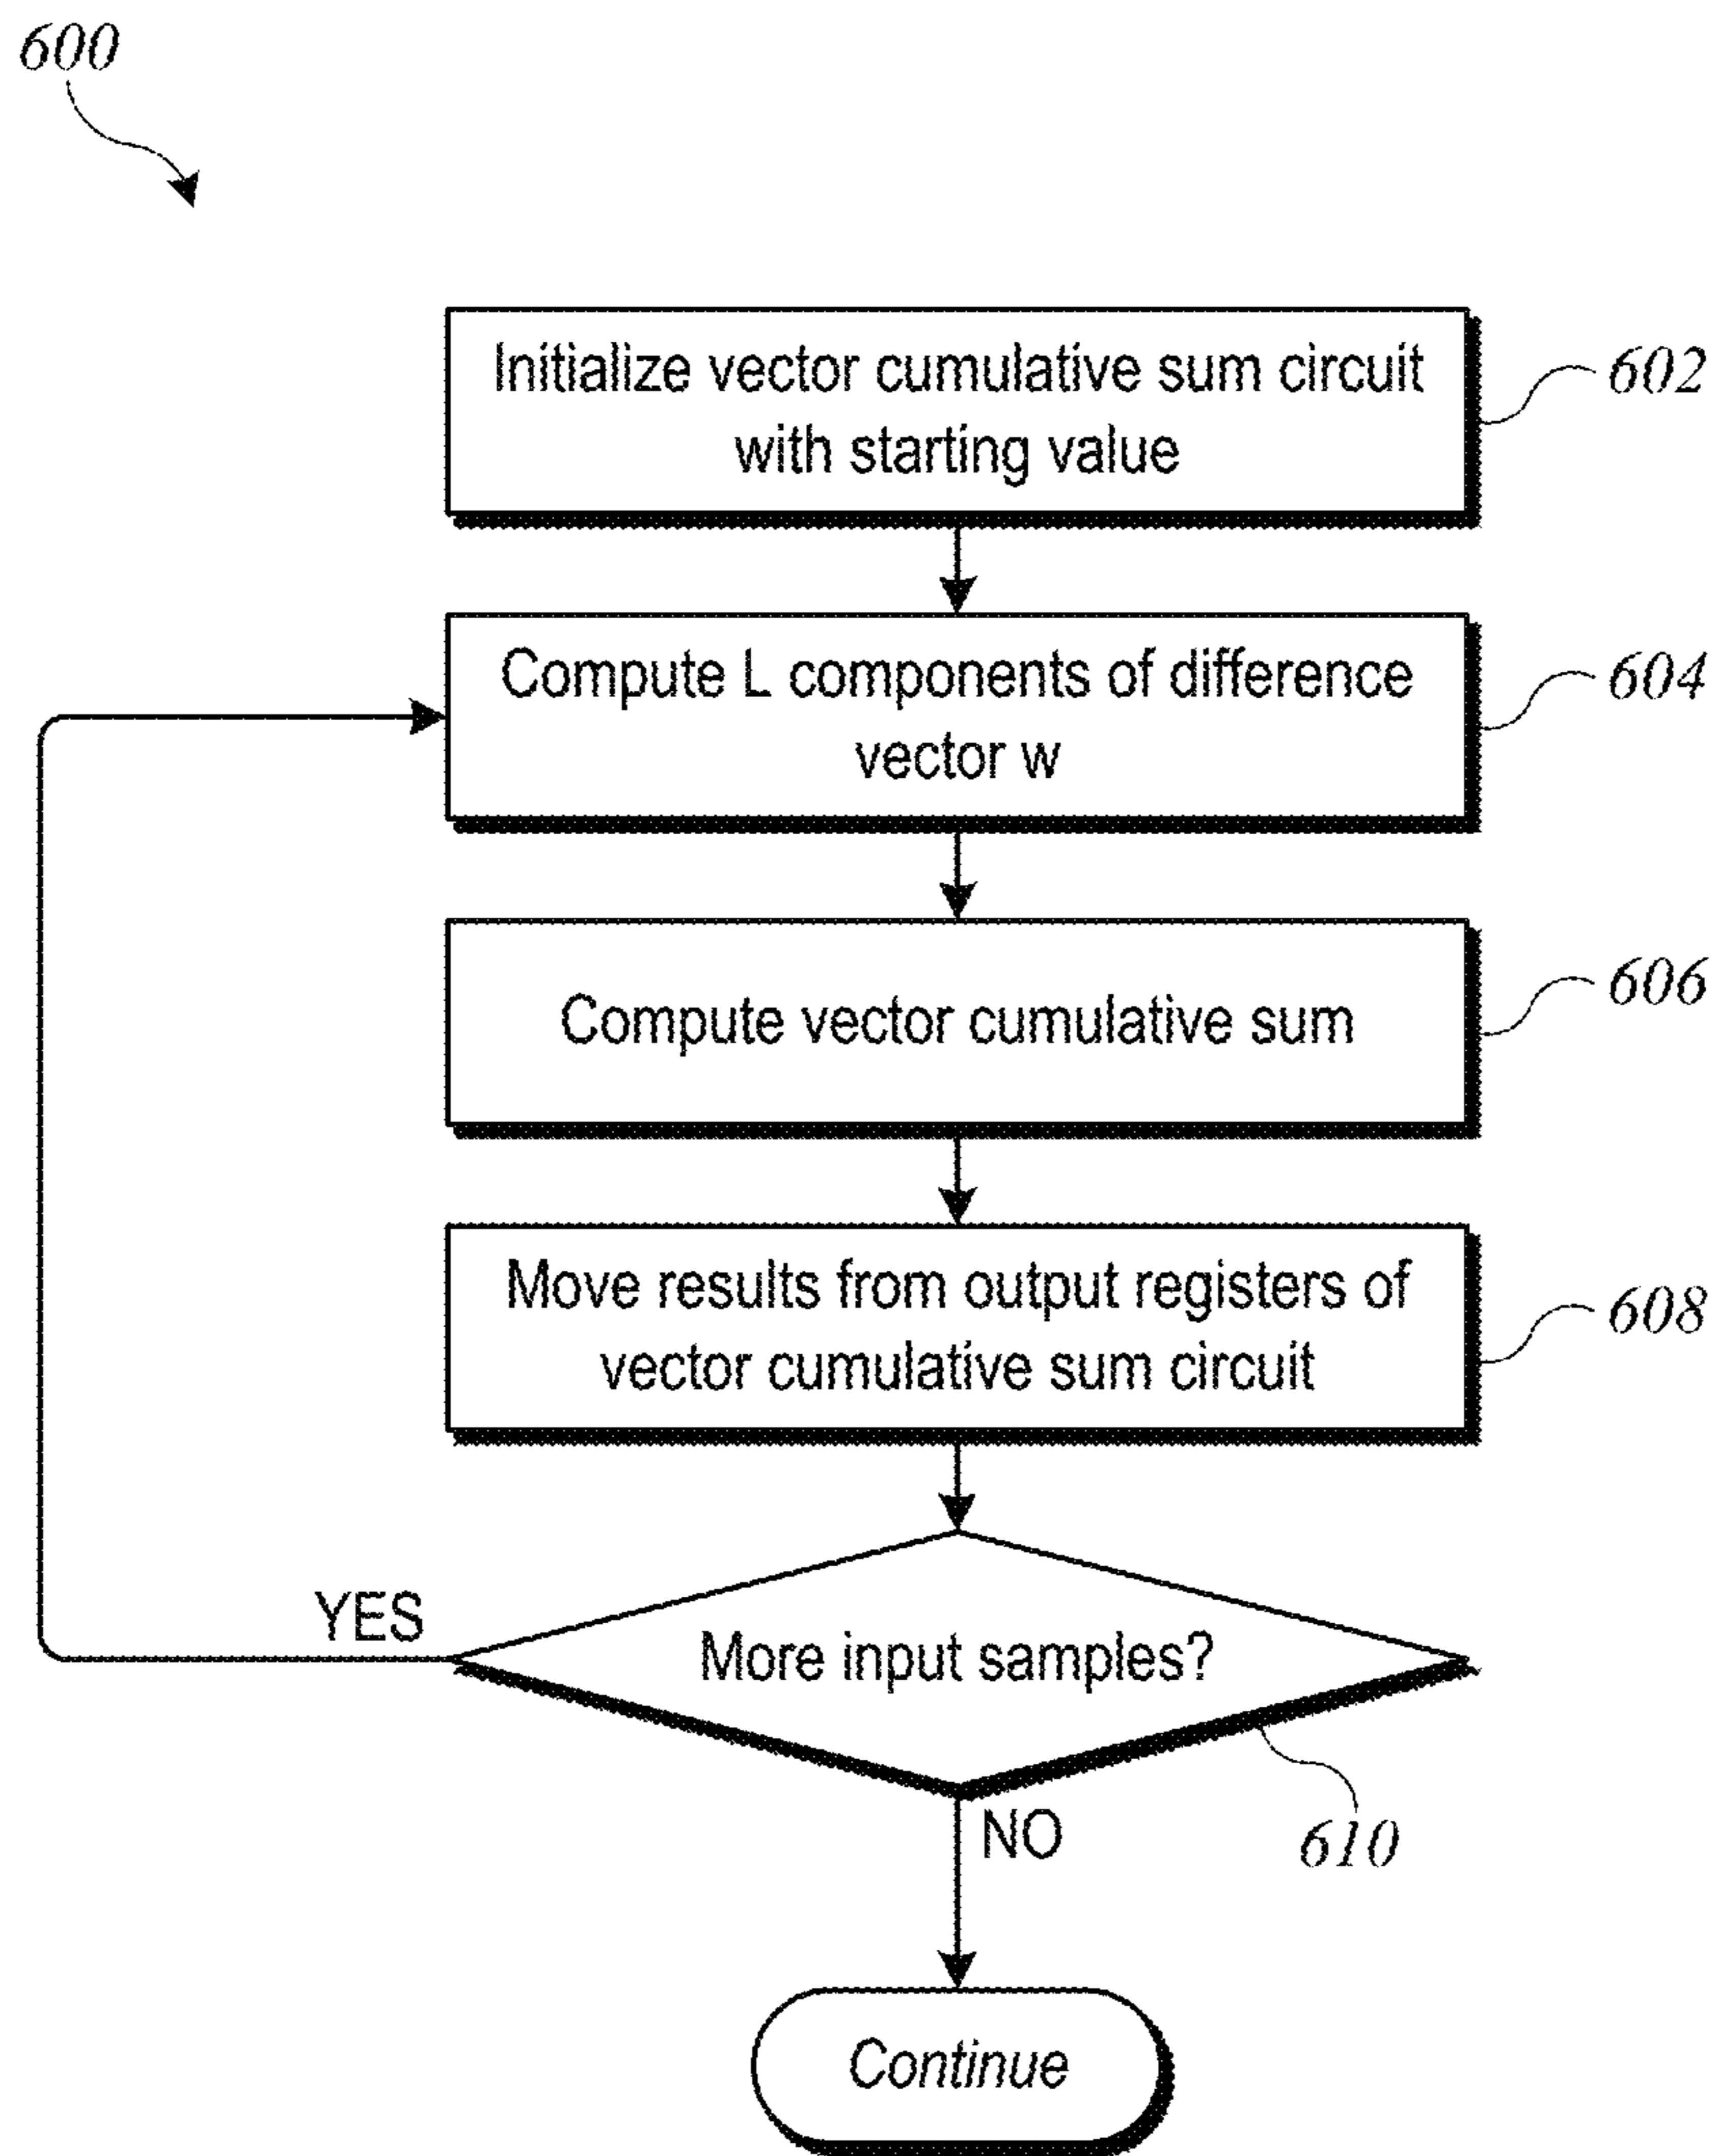 600
Initialize vector cumulative sum circuit
with starting value
602
Compute L components of difference
vector w
604
Compute vector cumulative sum
606
Move results from output registers of
vector cumulative sum circuit
608
YES
More input samples?
NO
610
Continue